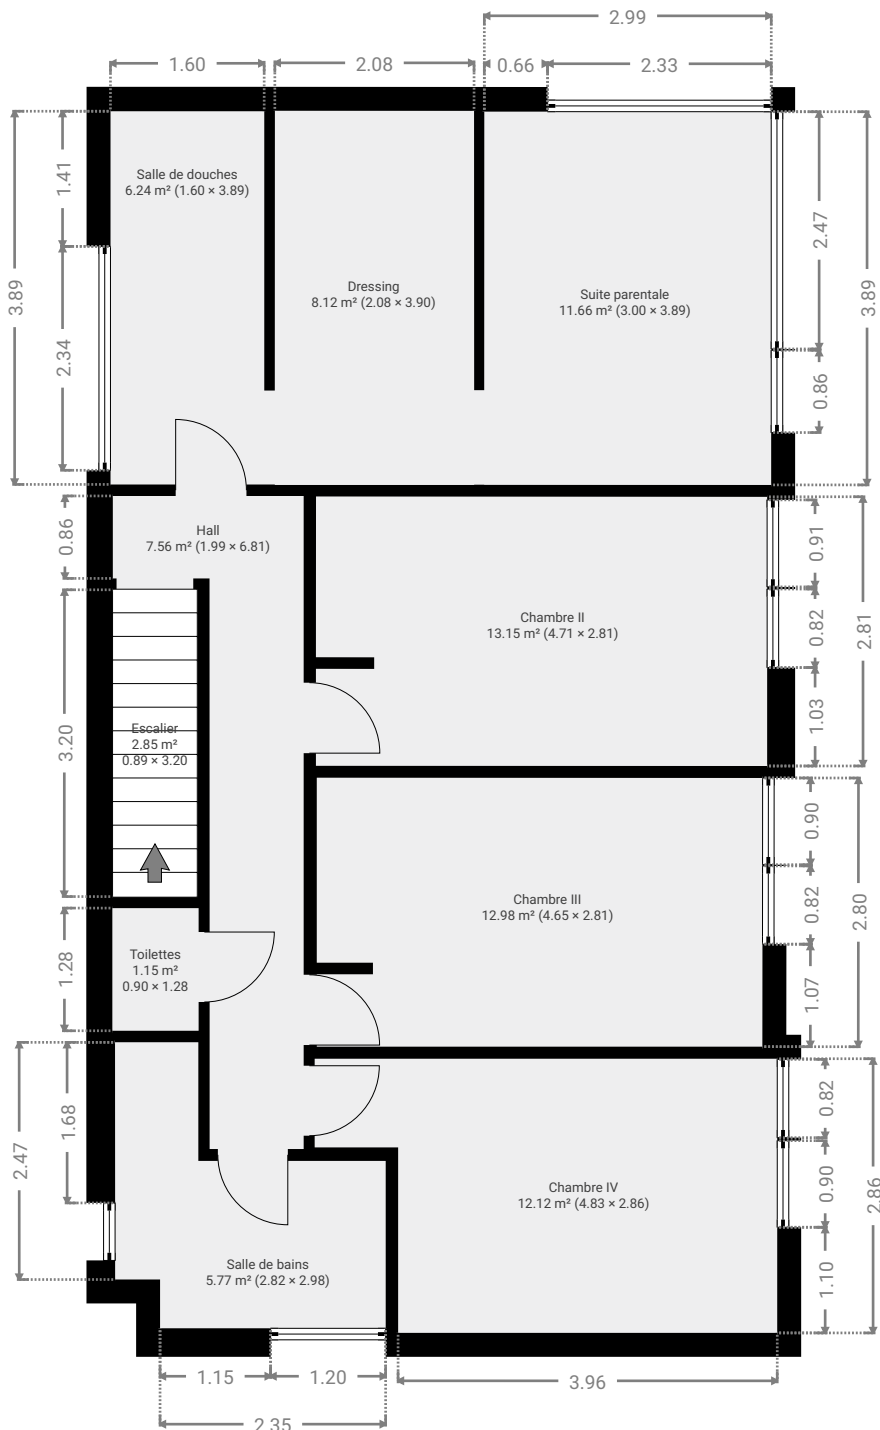 2.99
1.60
2.08
0.66
2.33
Salle de douches
6.24 m² (1.60 × 3.89)
1.41
2.47
3.89
3.89
Dressing
8.12 m² (2.08 × 3.90)
Suite parentale
11.66 m² (3.00 × 3.89)
2.34
0.86
Hall
7.56 m² (1.99 × 6.81)
0.86
0.91
Chambre II
13.15 m² (4.71 × 2.81)
0.82
2.81
1.03
Escalier
2.85 m²
0.89 × 3.20
3.20
0.90
Chambre III
12.98 m² (4.65 × 2.81)
0.82
2.80
Toilettes
1.15 m²
0.90 × 1.28
1.28
1.07
1.68
2.47
0.82
Chambre IV
12.12 m² (4.83 × 2.86)
0.90
2.86
Salle de bains
5.77 m² (2.82 × 2.98)
1.10
1.15
1.20
3.96
2.35